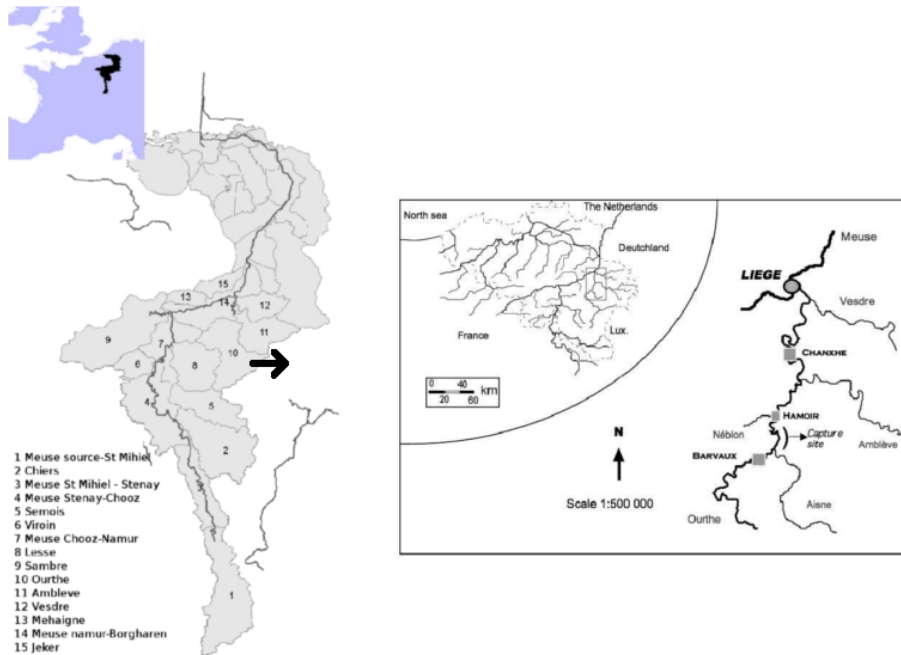 15
13
14
12
11
9
7
10
6
8
4
5
2
3
1
1 Meuse source-St Mihiel
2 Chiers
3 Meuse St Mihiel - Stenay
4 Meuse Stenay-Chooz
5 Semois
6 Viroin
7 Meuse Chooz-Namur
8 Lesse
9 Sambre
10 Ourthe
11 Ambleve
12 Vesdre
13 Mehaigne
14 Meuse namur-Borgharen
15 Jeker
North sea
The Netherlands
Deutchland
France
Lux.
0 40
km
20 60
N
Scale 1:500 000
Meuse
LIEGE
Vesdre
CHANXHE
HAMOIR
Néblon
Capture
site
Amblève
BARVAUX
Aisne
Ourthe